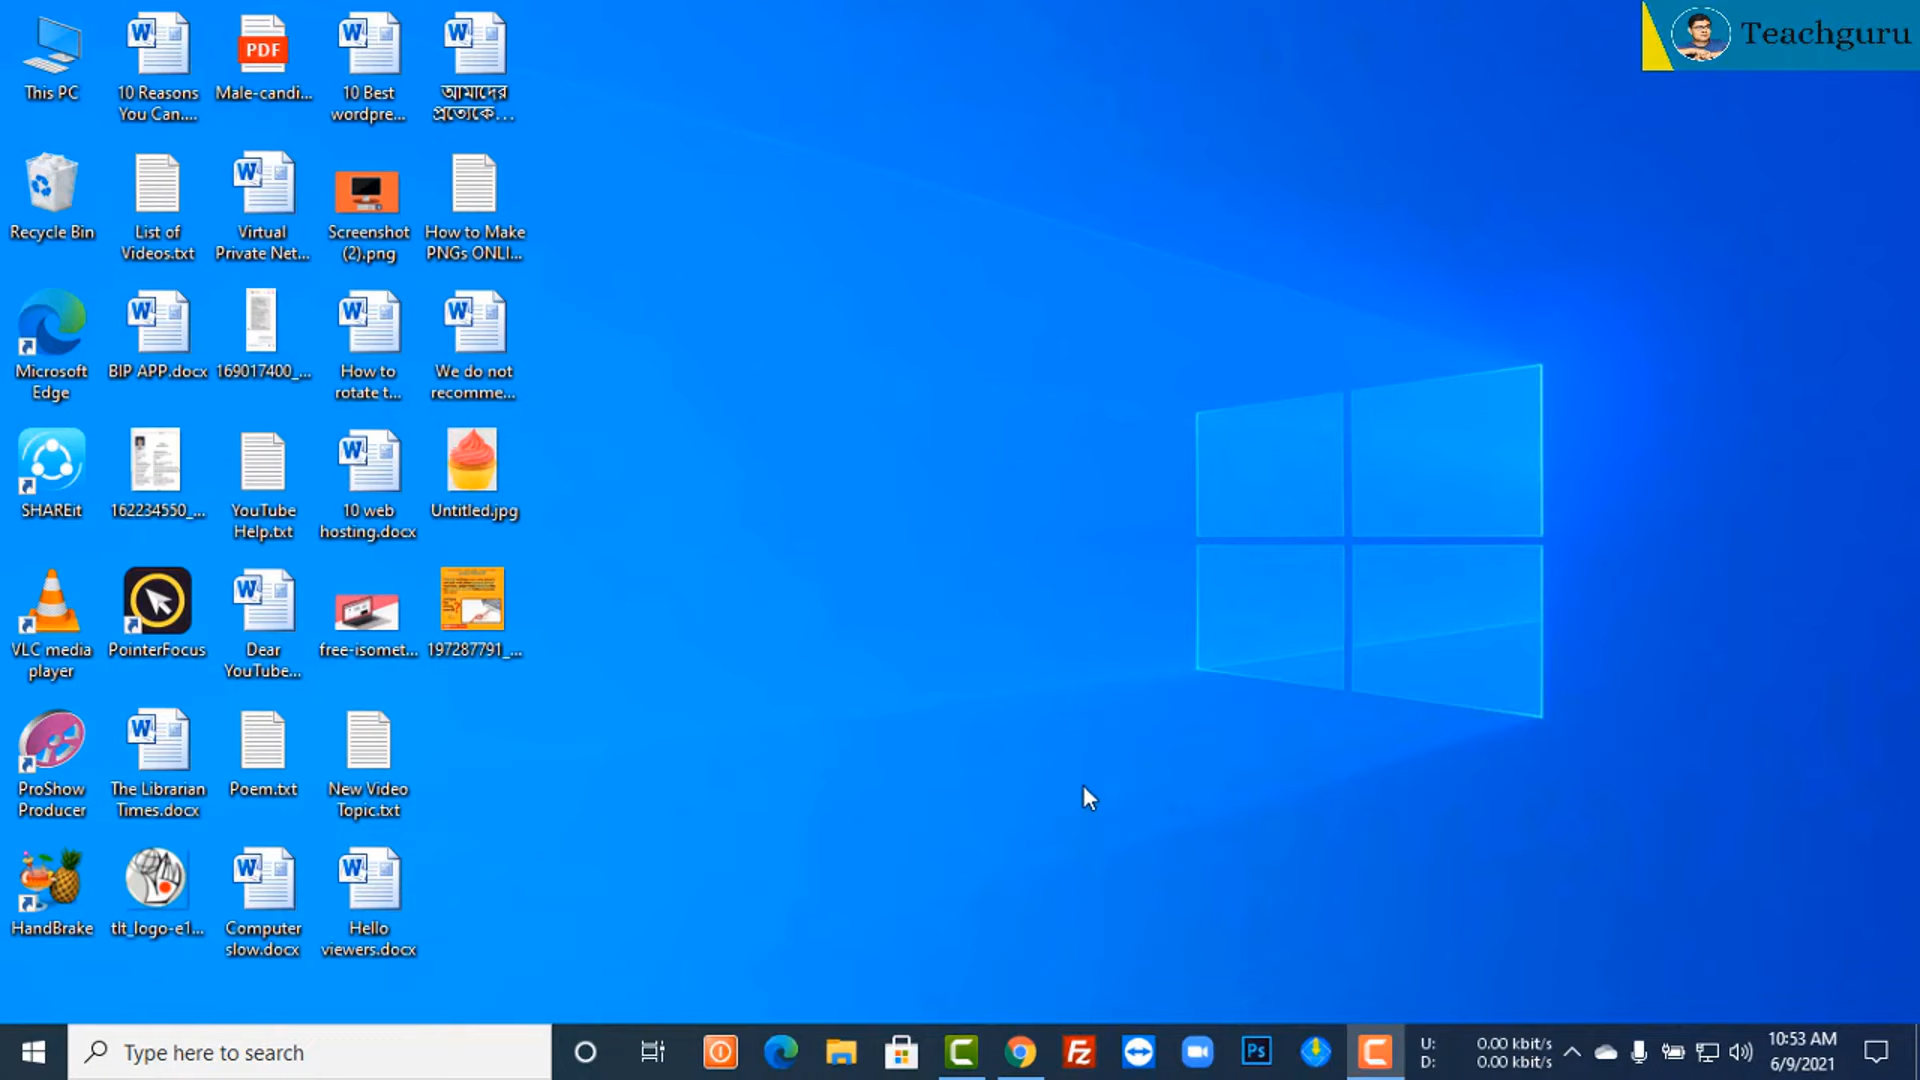 Teachguru
This PC
10 Reasons
You Can....
PDF
Male-candi...
10 Best
wordpre...
আমাদের
প্রত্যেকে...
Recycle Bin
List of
Videos.txt
Virtual
Private Net...
Screenshot
(2).png
How to Make
PNGs ONLI...
Microsoft
Edge
BIP APP.docx
169017400_...
How to
rotate t...
We do not
recomme...
SHAREit
162234550_...
YouTube
Help.txt
10 web
hosting.docx
Untitled.jpg
VLC media
player
PointerFocus
Dear
YouTube...
free-isomet...
197287791_...
ProShow
Producer
The Librarian
Times.docx
Poem.txt
New Video
Topic.txt
HandBrake
tlt_logo-e1...
Computer
slow.docx
Hello
viewers.docx
Type here to search
Fz
Ps
U: 0.00 kbit/s
D: 0.00 kbit/s
10:53 AM
6/9/2021